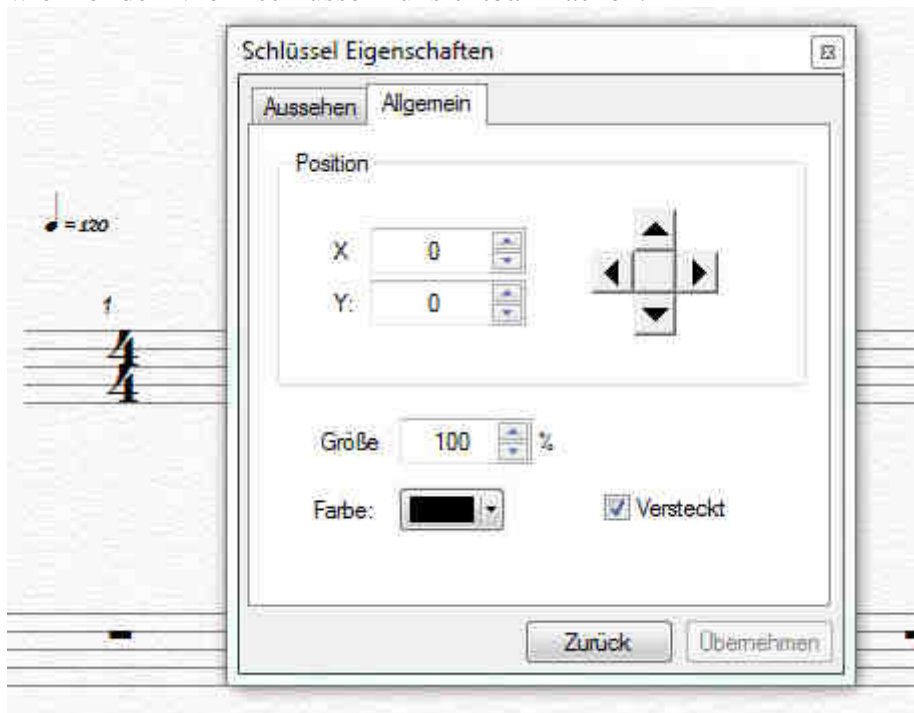 Schlüssel Eigenschaften
Aussehen
Allgemein
Position
= 120
X
0
1
Y:
0
4
4
Größe
100
%
Farbe:
Versteckt
Zurück
Übernehmen